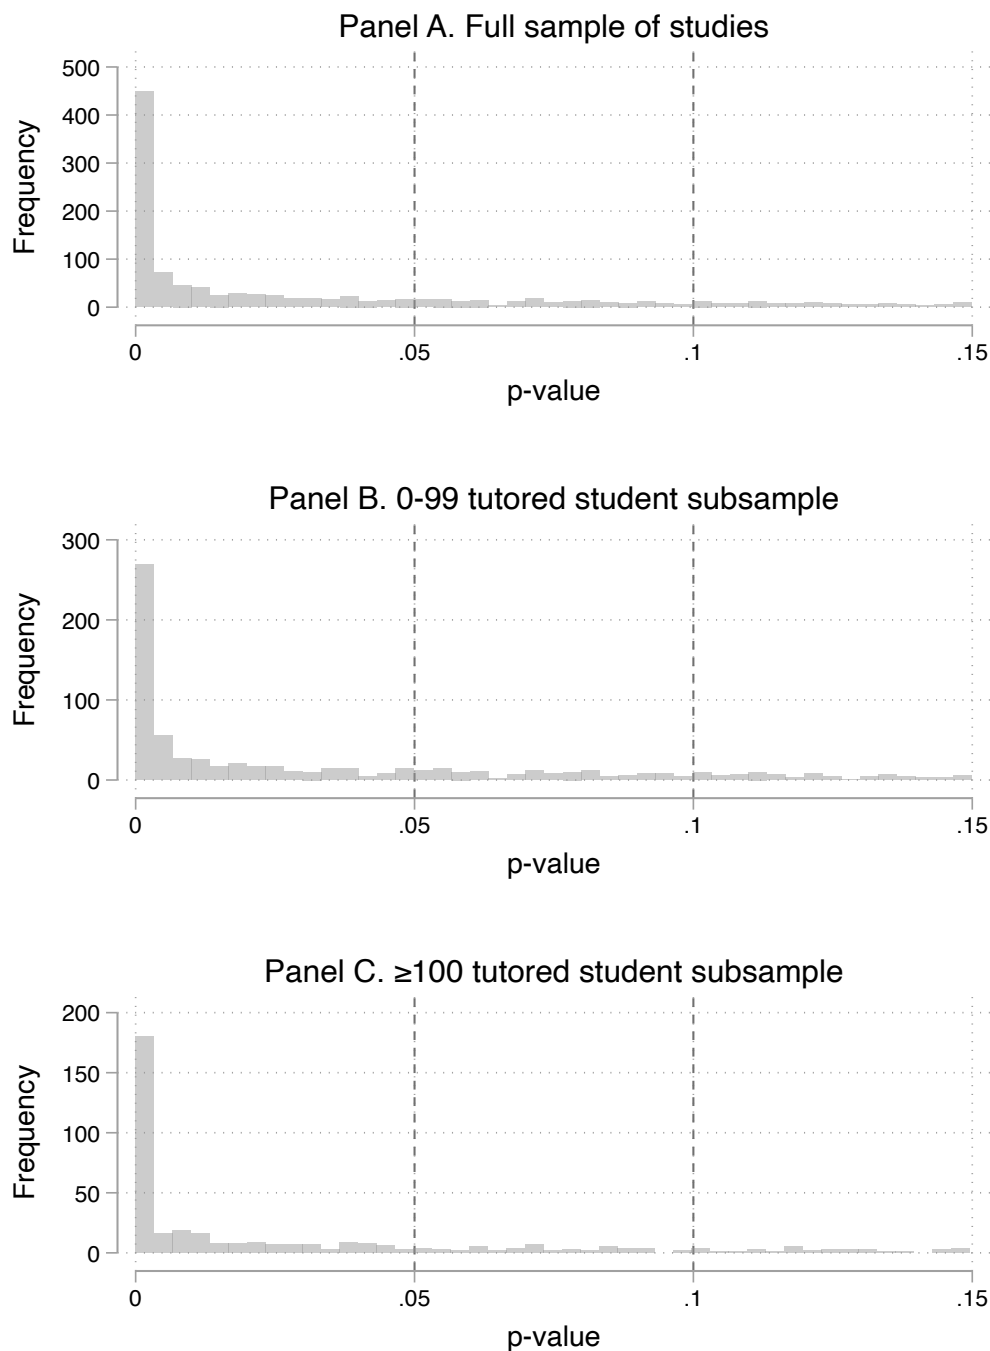 Panel A. Full sample of studies
Frequency
500
400
300
200
100
0
0 .05 .1 .15
p-value
Panel B. 0-99 tutored student subsample
Frequency
300
200
100
0
0 .05 .1 .15
p-value
Panel C. ≥100 tutored student subsample
Frequency
200
150
100
50
0
0 .05 .1 .15
p-value